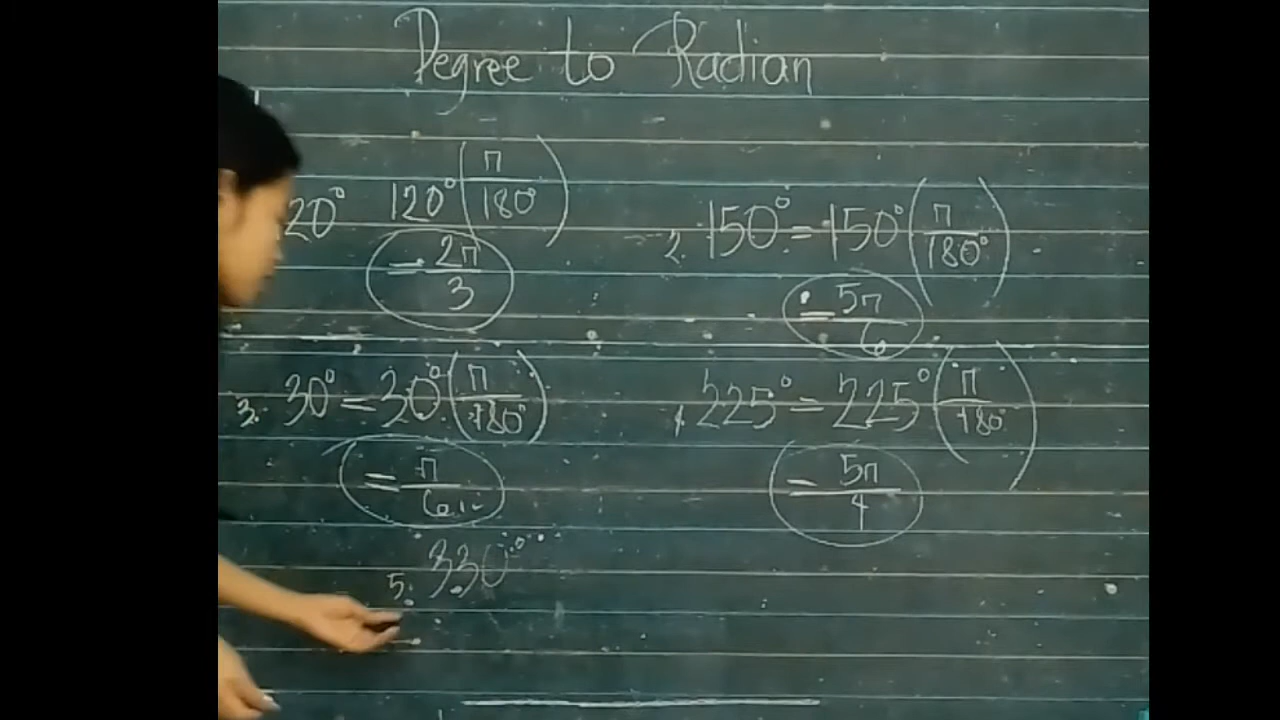 Degree to Radian
20° 120° (π/180°)
= 2π/3
2. 150° = 150° (π/180°)
= 5π/6
3. 30° = 30° (π/180°)
= π/6
225° = 225° (π/180°)
= 5π/4
5. 330°